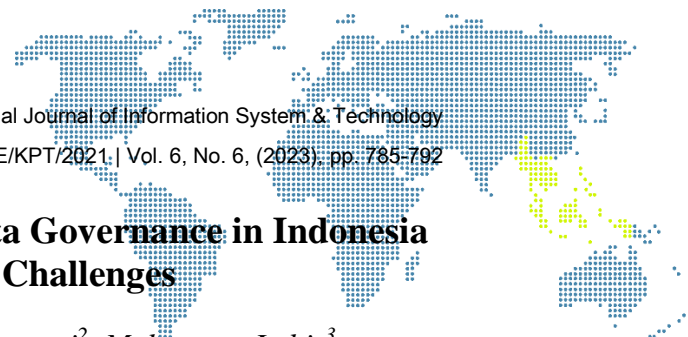 al Journal of Information System & Technology
E/KPT/2021 | Vol. 6, No. 6, (2023), pp. 785-792
ta Governance in Indonesia
Challenges